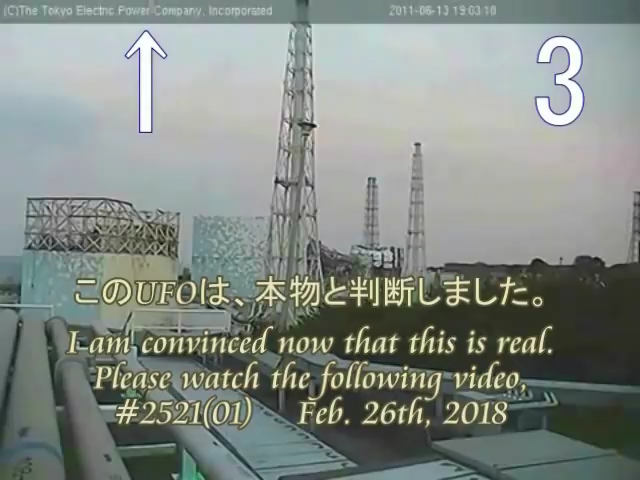 (C)The Tokyo Electric Power Company, Incorporated 2011-06-13 19:03:10
3
このUFOは、本物と判断しました。
I am convinced now that this is real.
Please watch the following video,
#2521(01) Feb. 26th, 2018